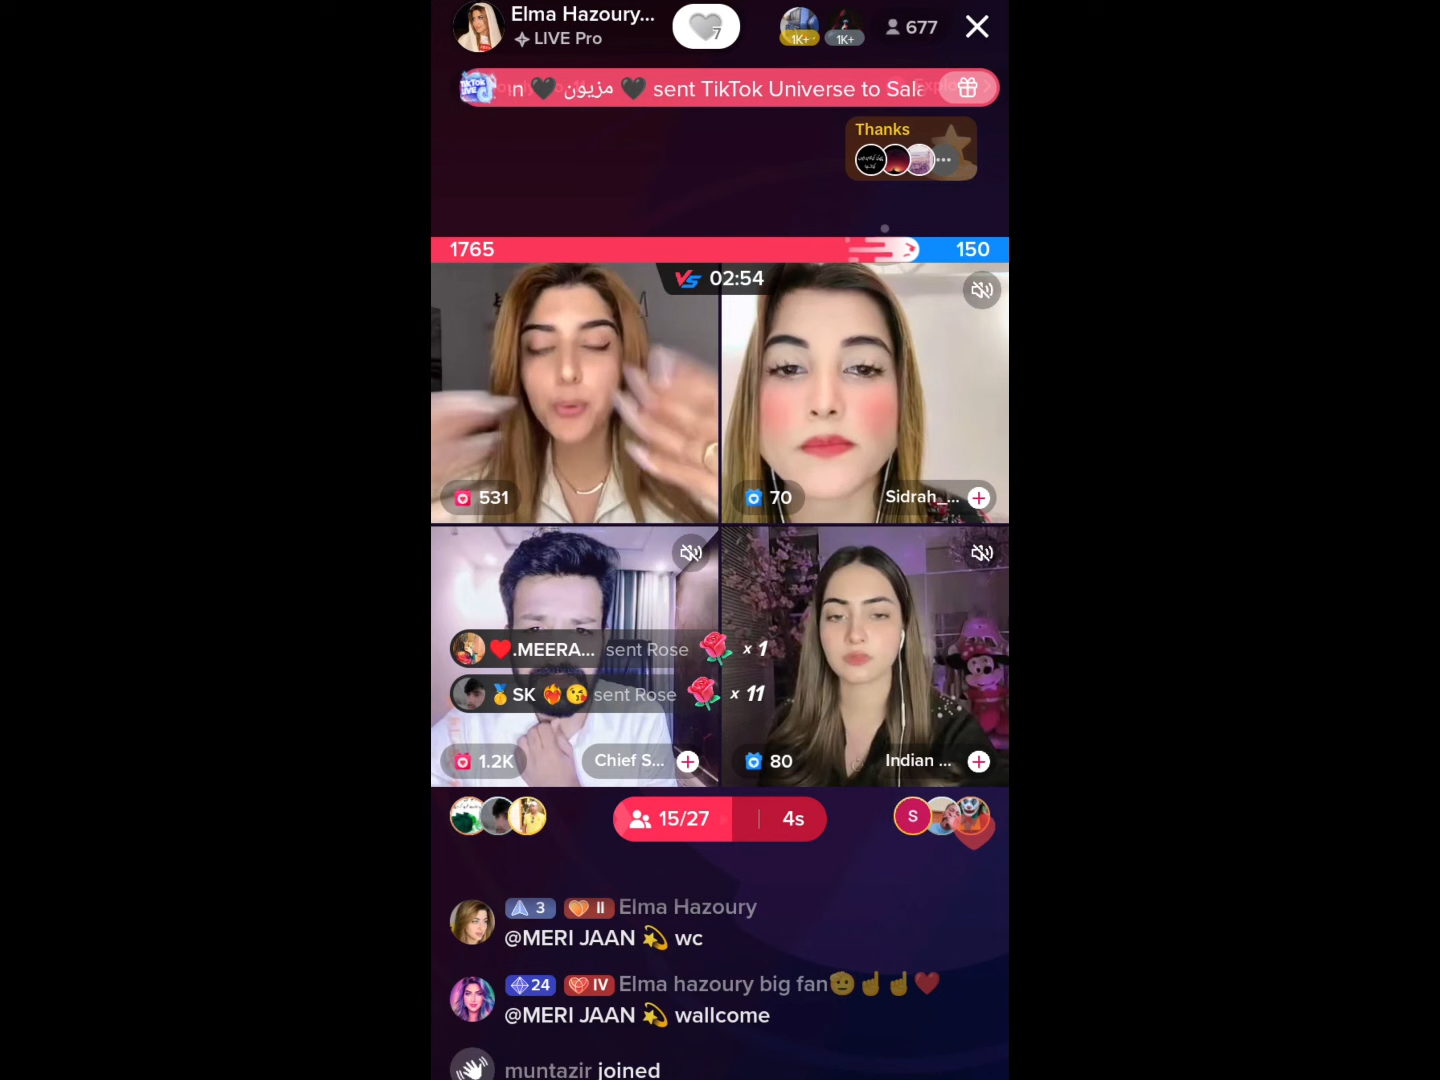 Elma Hazoury...
LIVE Pro
7
1K+
1K+
677
n 🖤 مزيون 🖤 sent TikTok Universe to Sala
Thanks
1765
150
VS 02:54
531
70
Sidrah_...
❤️.MEERA... sent Rose x 1
🥇SK ❤️‍🔥😘 sent Rose x 11
1.2K
Chief S...
80
Indian ...
15/27
4s
S
3 II Elma Hazoury
@MERI JAAN 💫 wc
24 IV Elma hazoury big fan🫡☝️☝️❤️
@MERI JAAN 💫 wallcome
muntazir joined